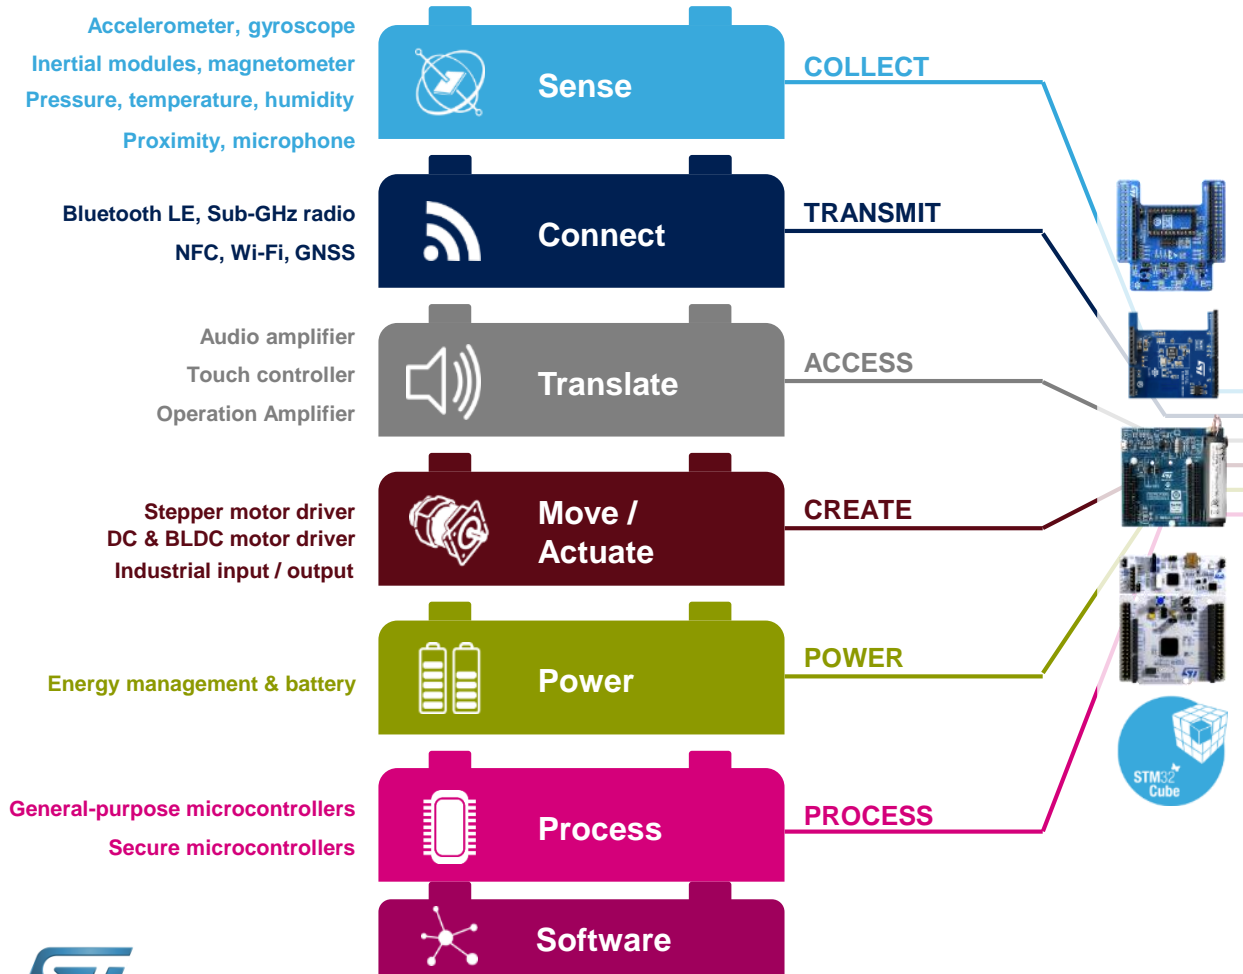 Accelerometer, gyroscope
Inertial modules, magnetometer
Pressure, temperature, humidity
Proximity, microphone
Sense
COLLECT
Bluetooth LE, Sub-GHz radio
NFC, Wi-Fi, GNSS
Connect
TRANSMIT
Audio amplifier
Touch controller
Operation Amplifier
Translate
ACCESS
Stepper motor driver
DC & BLDC motor driver
Industrial input / output
Move /
Actuate
CREATE
Energy management & battery
Power
POWER
General-purpose microcontrollers
Secure microcontrollers
Process
PROCESS
STM32
Cube
Software